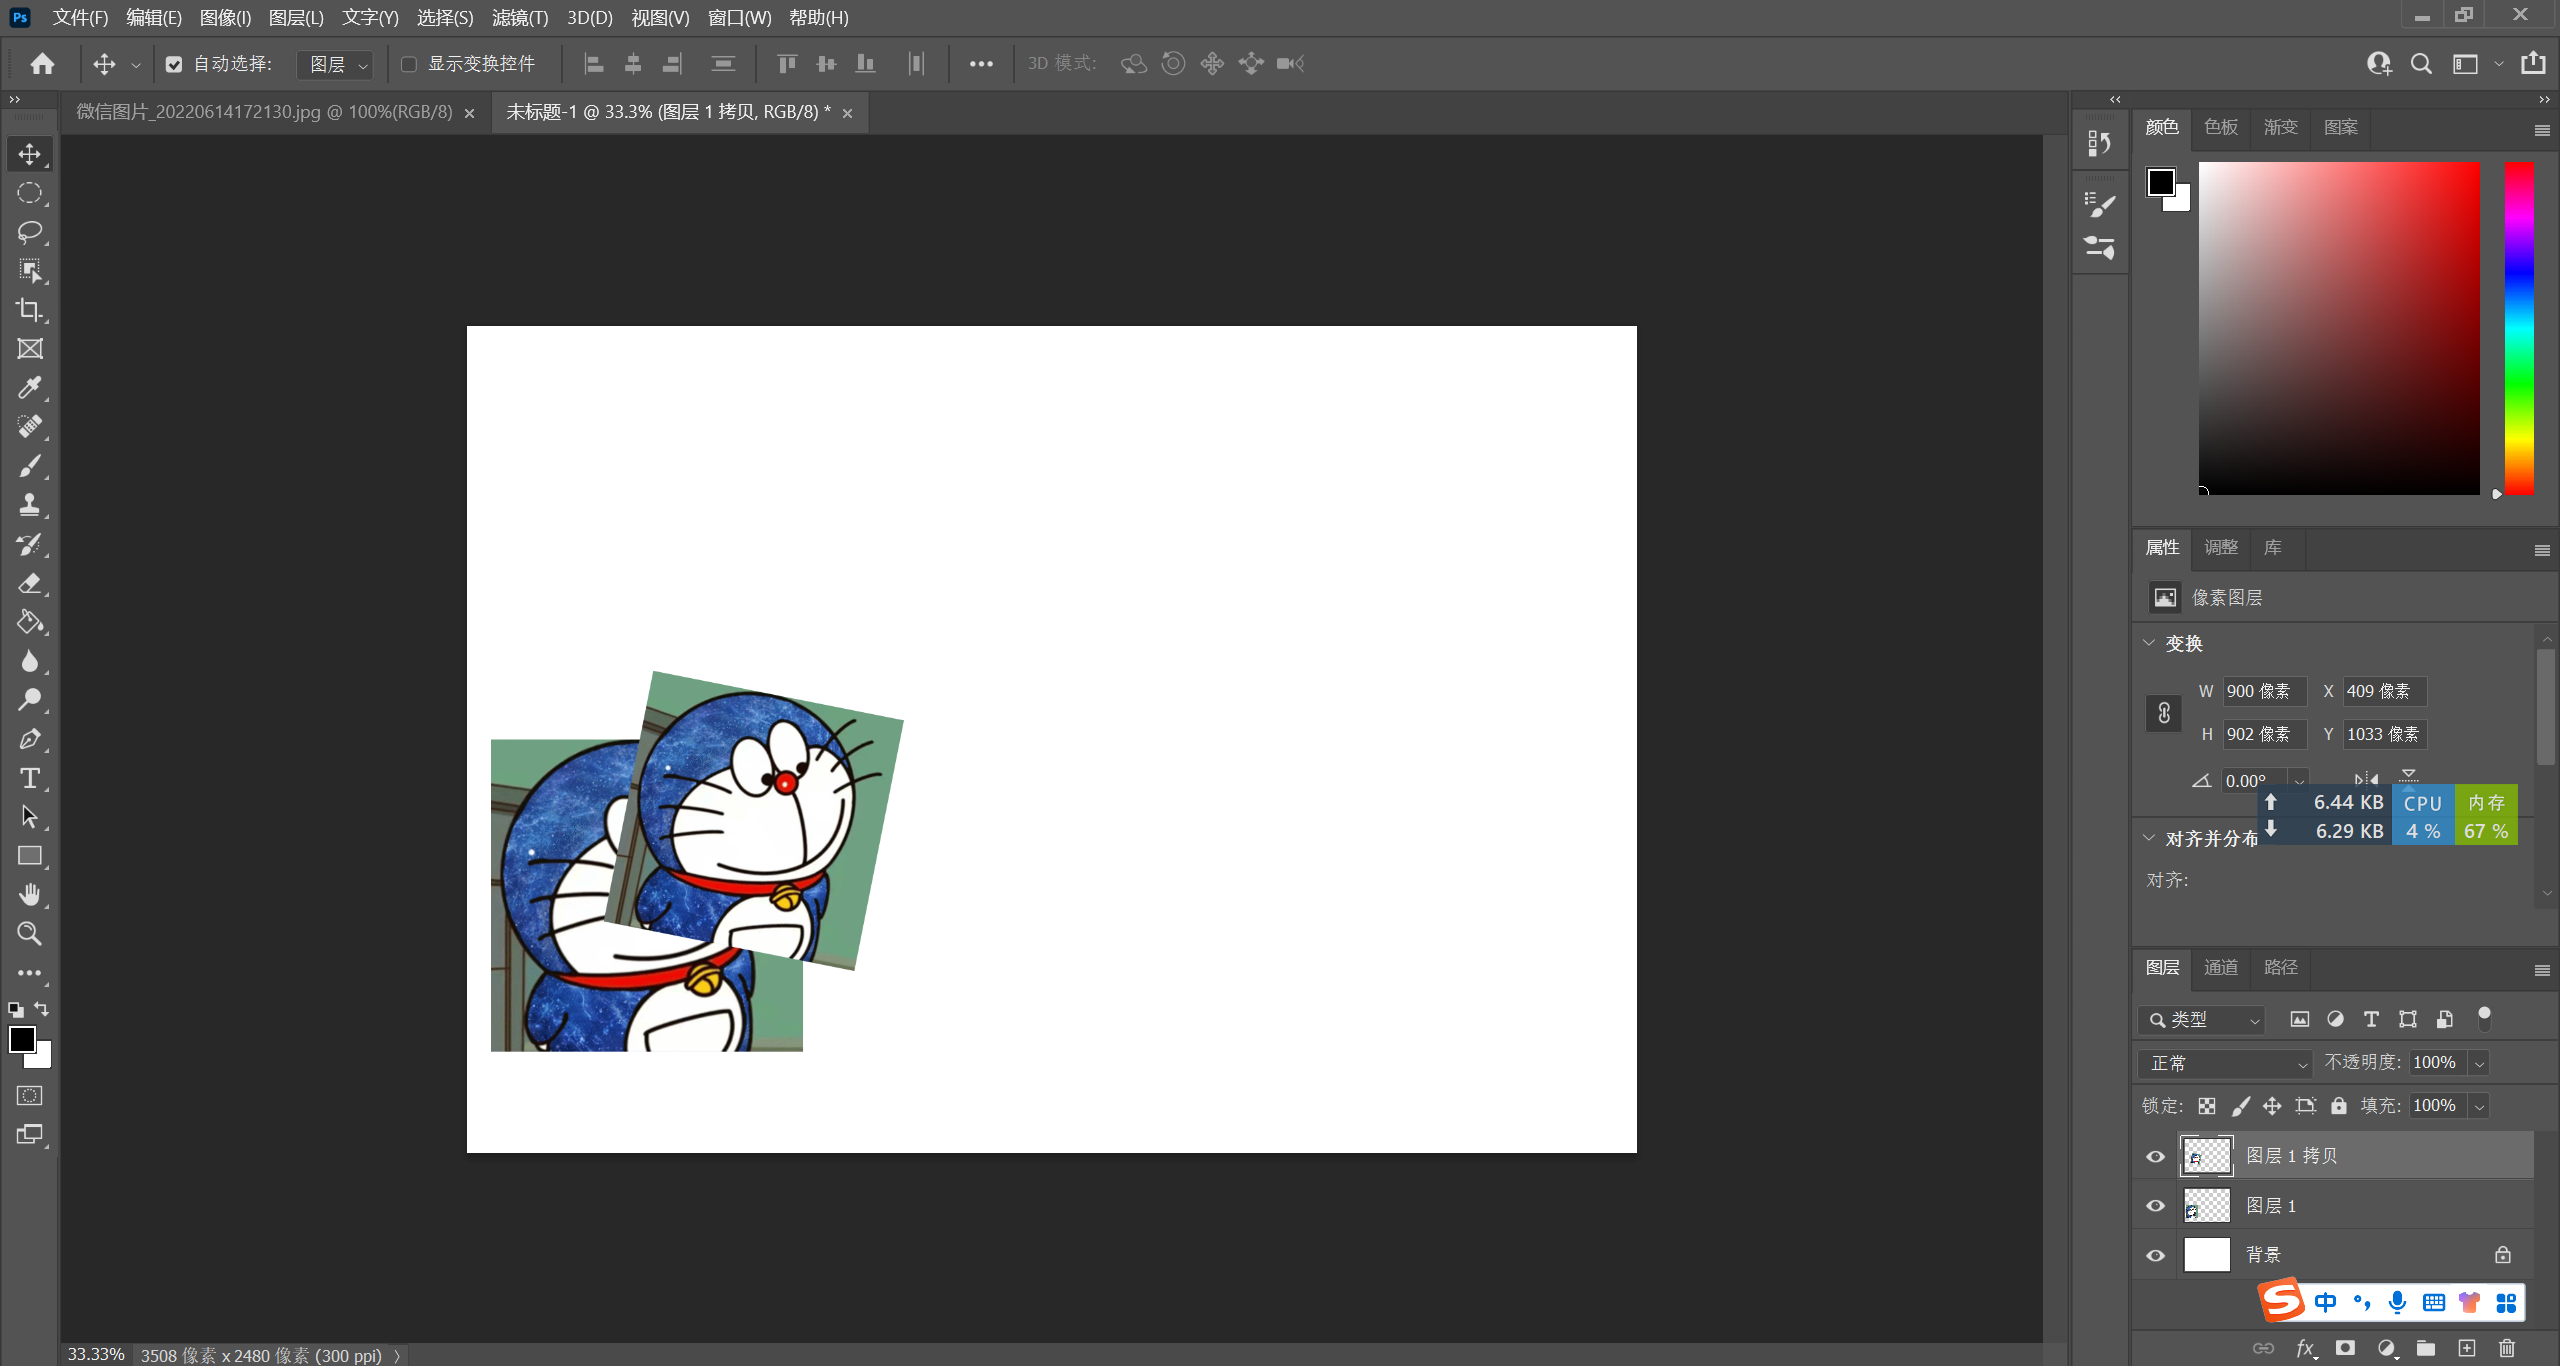 Ps 文件(F) 编辑(E) 图像(I) 图层(L) 文字(Y) 选择(S) 滤镜(T) 3D(D) 视图(V) 窗口(W) 帮助(H)
自动选择: 图层 显示变换控件 3D 模式:
微信图片_20220614172130.jpg @ 100%(RGB/8) × 未标题-1 @ 33.3% (图层 1 拷贝, RGB/8) * ×
颜色 色板 渐变 图案
属性 调整 库
像素图层
变换
W 900 像素 X 409 像素
H 902 像素 Y 1033 像素
0.00°
6.44 KB CPU 内存
6.29 KB 4 % 67 %
对齐并分布
对齐:
图层 通道 路径
类型
正常 不透明度: 100%
锁定: 填充: 100%
图层 1 拷贝
图层 1
背景
S 中
fx
33.33% 3508 像素 x 2480 像素 (300 ppi)